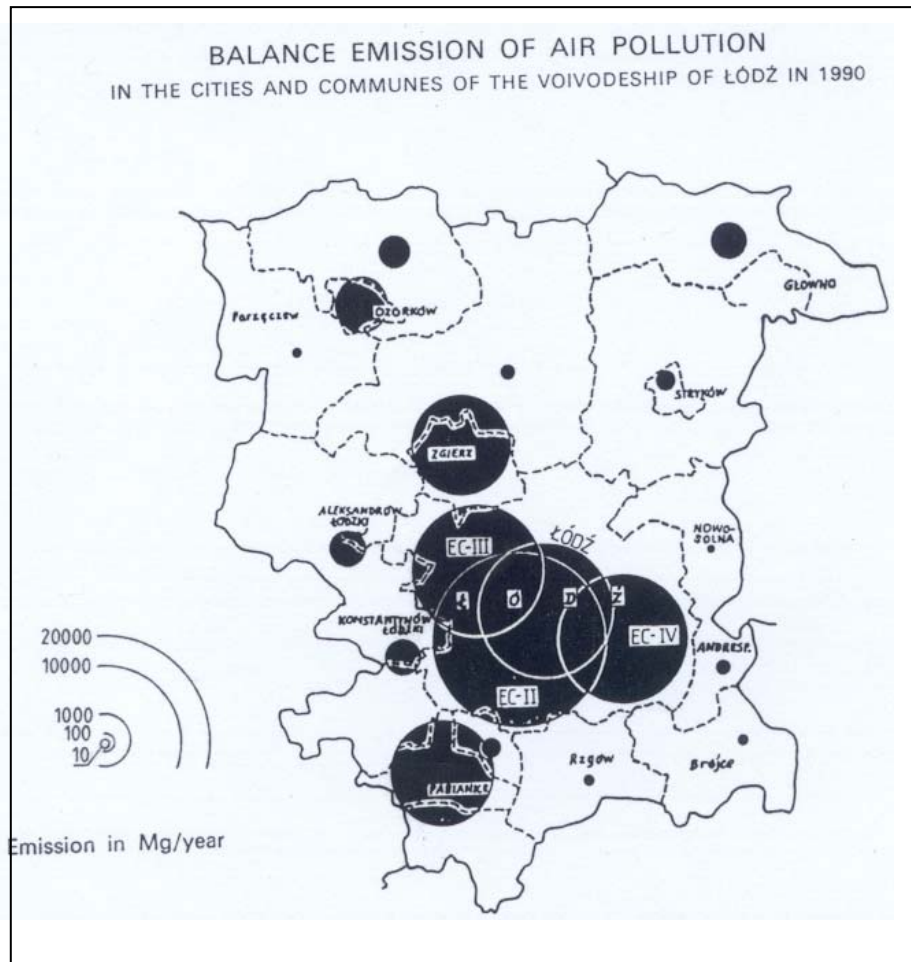 BALANCE EMISSION OF AIR POLLUTION
IN THE CITIES AND COMMUNES OF THE VOIVODESHIP OF ŁÓDŹ IN 1990
GŁOWNO
OZORKÓW
PARZĘCZEW
STRYKÓW
ZGIERZ
ALEKSANDRÓW
ŁÓDZKI
NOWO-
SOLNA
ŁÓDŹ
EC-III
Ł Ó D Ź
KONSTANTYNÓW
ŁÓDZKI
EC-IV
ANDRESP.
EC-II
20000
10000
1000
100
10
Rzgów
Brójce
PABIANICE
Emission in Mg/year